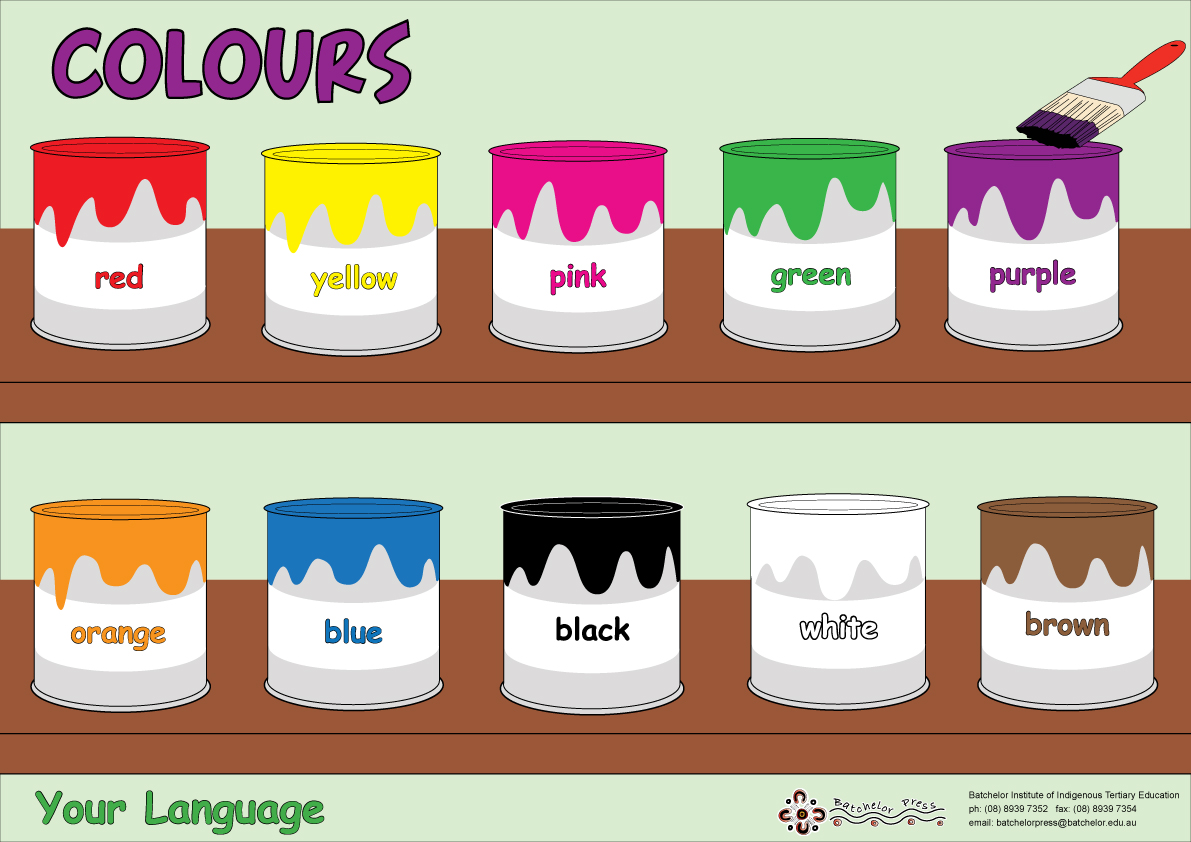 COLOURS
red
yellow
pink
green
purple
orange
blue
black
white
brown
Your Language
Batchelor Press
Batchelor Institute of Indigenous Tertiary Education
ph: (08) 8939 7352 fax: (08) 8939 7354
email: batchelorpress@batchelor.edu.au